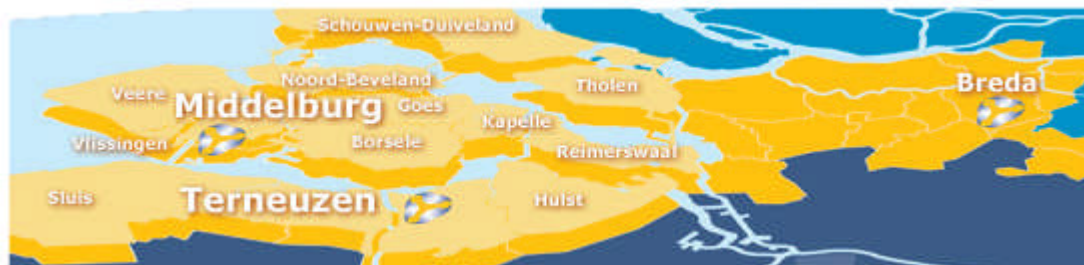 Schouwen-Duiveland
Noord-Beveland
Tholen
Breda
Veere
Middelburg
Goes
Kapelle
Vlissingen
Borsele
Reimerswaal
Sluis
Terneuzen
Hulst